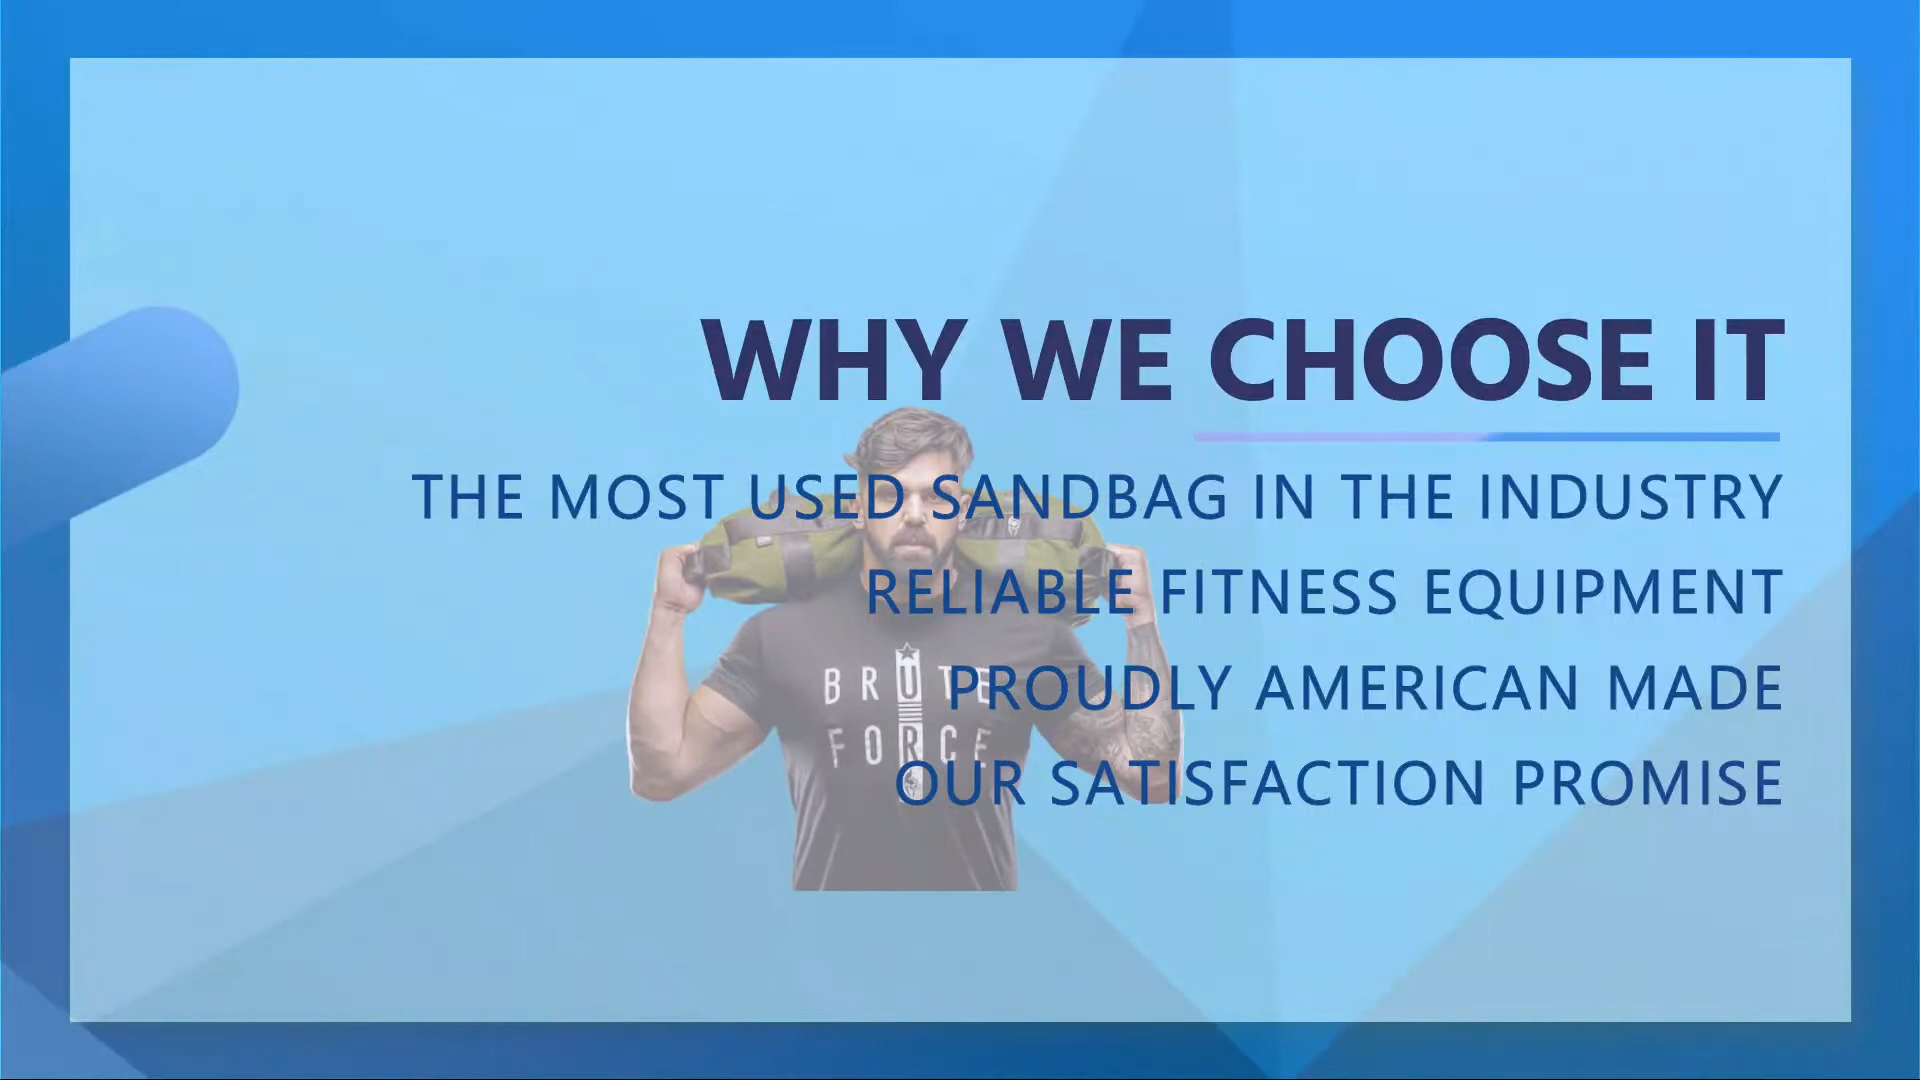 WHY WE CHOOSE IT
THE MOST USED SANDBAG IN THE INDUSTRY
RELIABLE FITNESS EQUIPMENT
PROUDLY AMERICAN MADE
OUR SATISFACTION PROMISE
BRUTE
FORCE